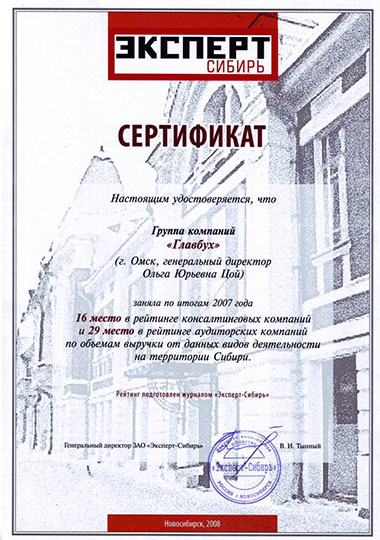 ЭКСПЕРТ
СИБИРЬ
СЕРТИФИКАТ
Настоящим удостоверяется, что
Группа компаний
«Главбух»
(г. Омск, генеральный директор
Ольга Юрьевна Цой)
заняла по итогам 2007 года
16 место в рейтинге консалтинговых компаний
и 29 место в рейтинге аудиторских компаний
по объемам выручки от данных видов деятельности
на территории Сибири.
Рейтинг подготовлен журналом «Эксперт-Сибирь»
Генеральный директор ЗАО «Эксперт-Сибирь»
В. И. Тынный
«Эксперт-Сибирь»
РОССИЯ НОВОСИБИРСК
Новосибирск, 2008